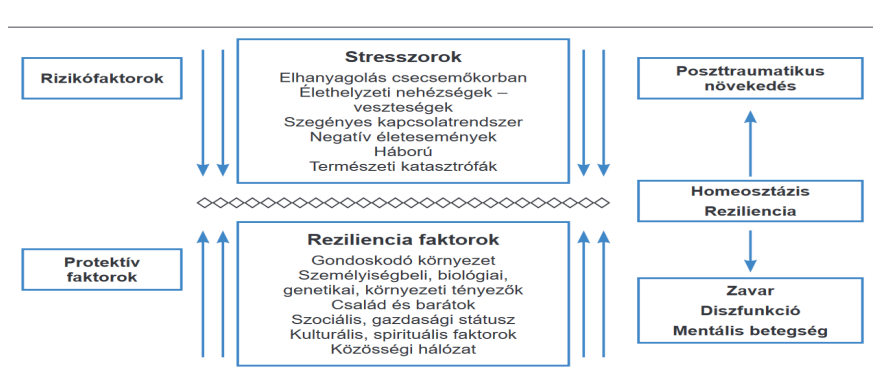 Rizikófaktorok
Stresszorok
Elhanyagolás csecsemőkorban
Élethelyzeti nehézségek –
veszteségek
Szegényes kapcsolatrendszer
Negatív életesemények
Háború
Természeti katasztrófák
Poszttraumatikus
növekedés
Homeosztázis
Reziliencia
Protektív
faktorok
Reziliencia faktorok
Gondoskodó környezet
Személyiségbeli, biológiai,
genetikai, környezeti tényezők
Család és barátok
Szociális, gazdasági státusz
Kulturális, spirituális faktorok
Közösségi hálózat
Zavar
Diszfunkció
Mentális betegség